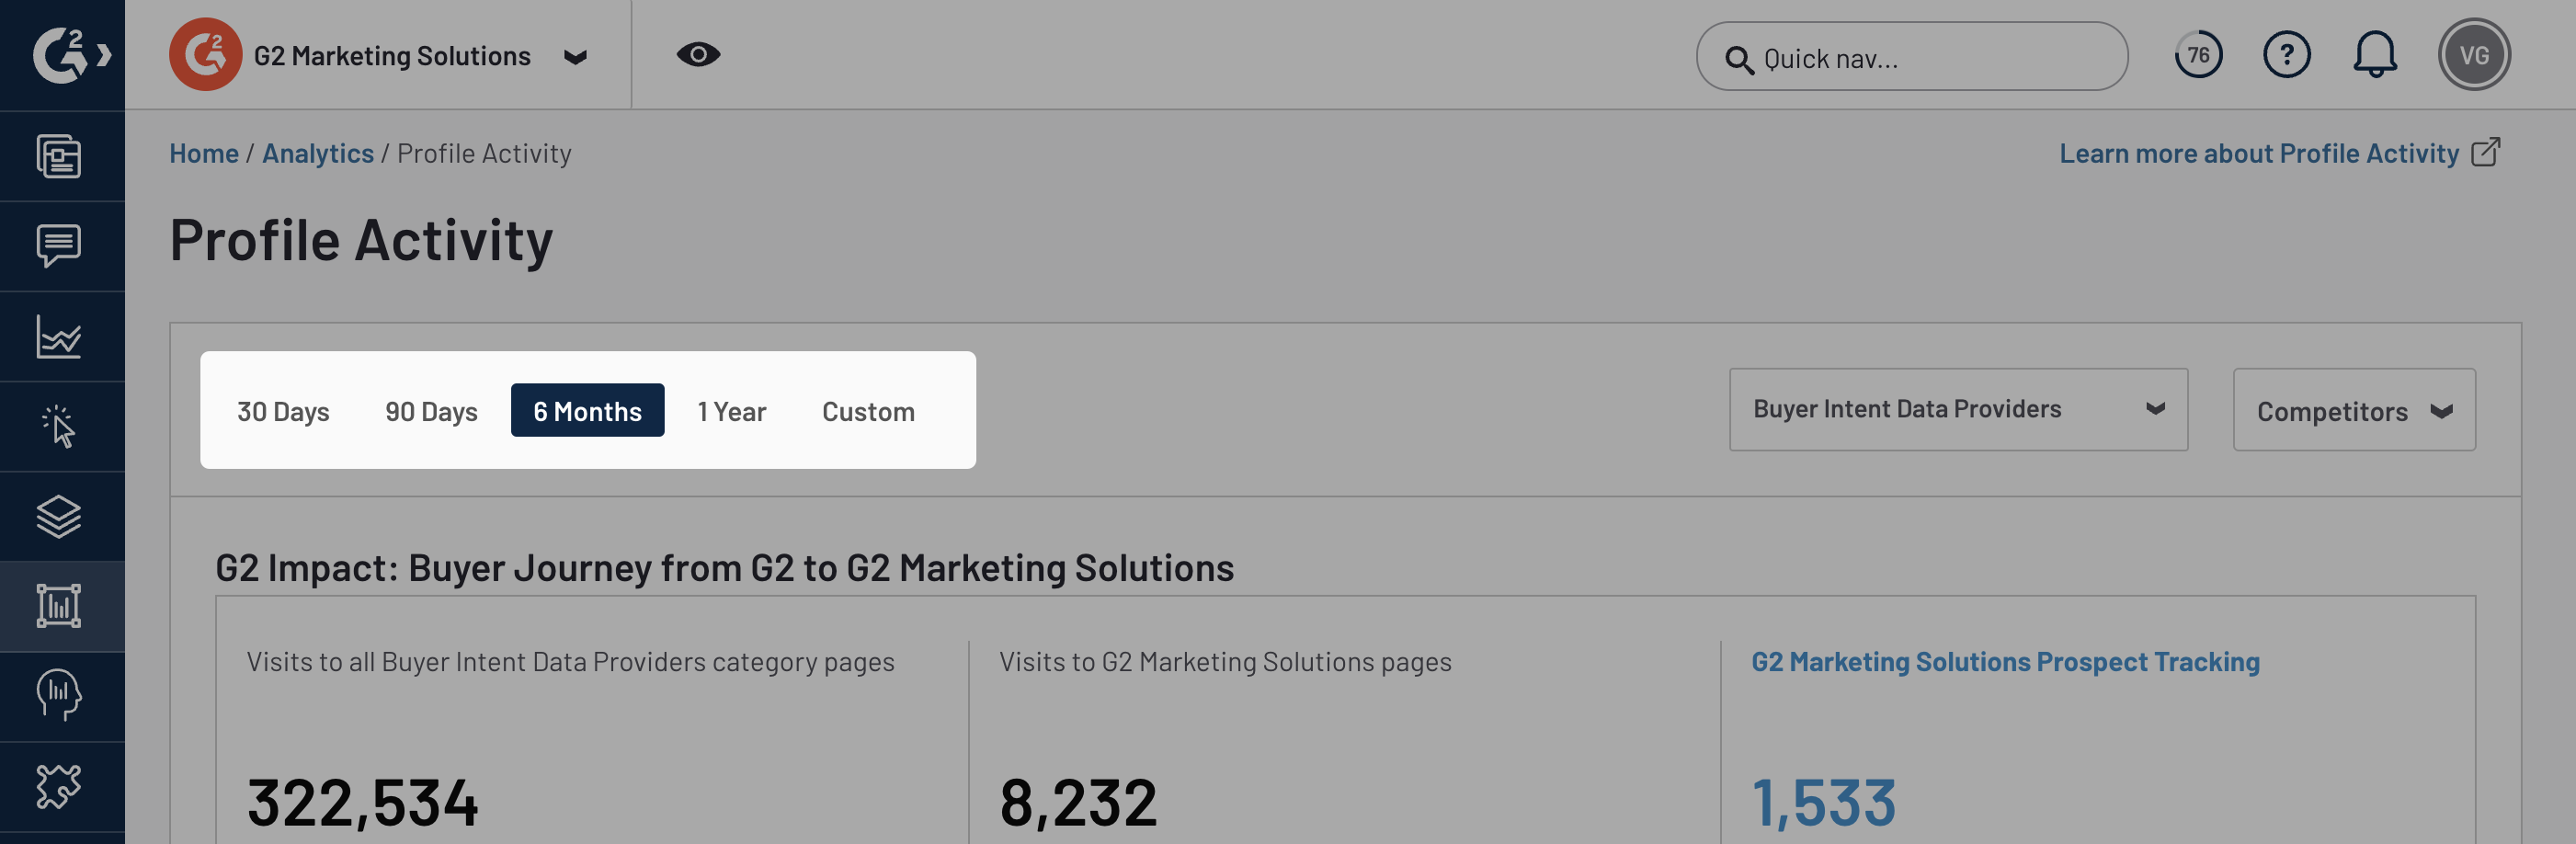 G2 Marketing Solutions
Quick nav...
76
?
VG
Home / Analytics / Profile Activity
Learn more about Profile Activity
Profile Activity
30 Days
90 Days
6 Months
1 Year
Custom
Buyer Intent Data Providers
Competitors
G2 Impact: Buyer Journey from G2 to G2 Marketing Solutions
Visits to all Buyer Intent Data Providers category pages
Visits to G2 Marketing Solutions pages
G2 Marketing Solutions Prospect Tracking
322,534
8,232
1,533